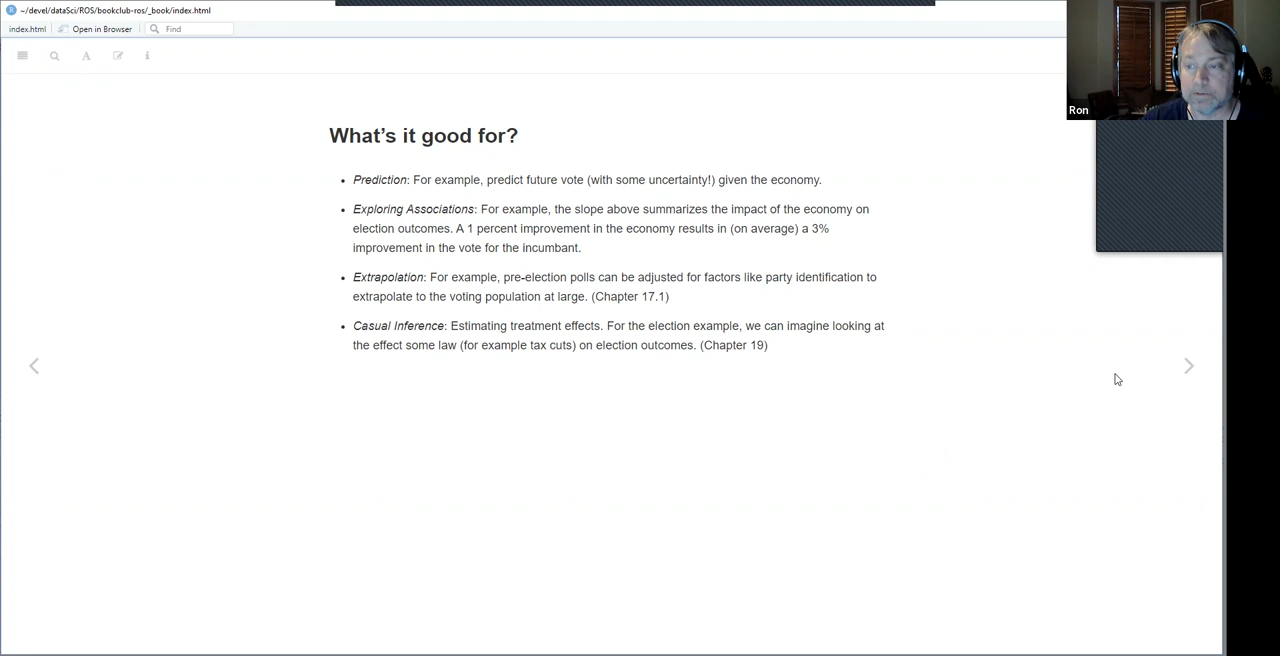 ~/devel/dataSci/ROS/bookclub-ros/_book/index.html
index.html
Open in Browser
Find
Ron
What's it good for?
• Prediction: For example, predict future vote (with some uncertainty!) given the economy.
• Exploring Associations: For example, the slope above summarizes the impact of the economy on
election outcomes. A 1 percent improvement in the economy results in (on average) a 3%
improvement in the vote for the incumbant.
• Extrapolation: For example, pre-election polls can be adjusted for factors like party identification to
extrapolate to the voting population at large. (Chapter 17.1)
• Casual Inference: Estimating treatment effects. For the election example, we can imagine looking at
the effect some law (for example tax cuts) on election outcomes. (Chapter 19)